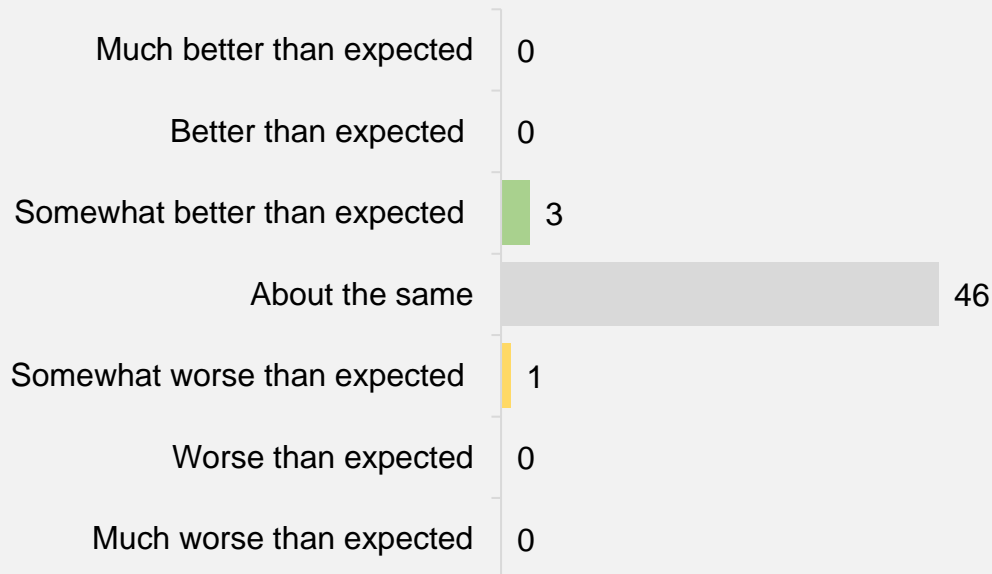 Much better than expected 0
Better than expected 0
Somewhat better than expected 3
About the same 46
Somewhat worse than expected 1
Worse than expected 0
Much worse than expected 0